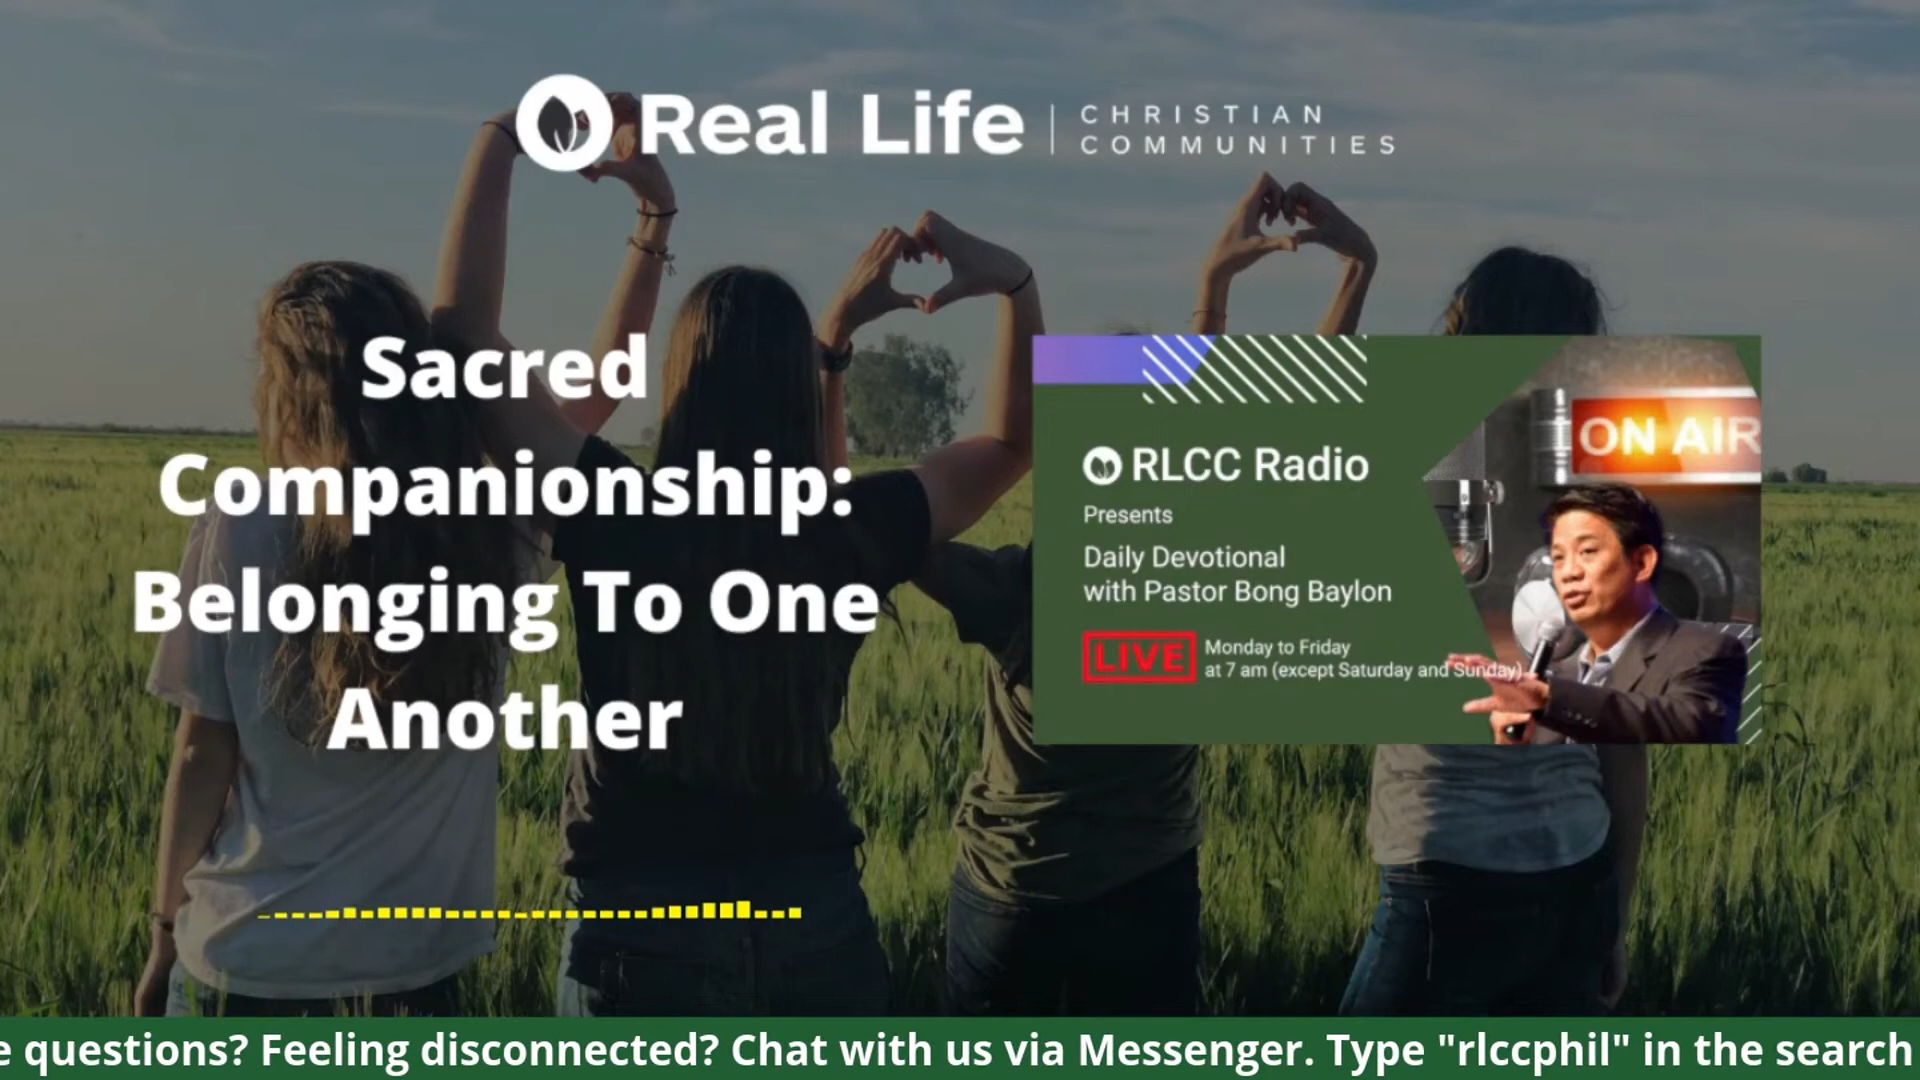 Real Life
CHRISTIAN
COMMUNITIES
Sacred
Companionship:
Belonging To One
Another
ON AIR
RLCC Radio
Presents
Daily Devotional
with Pastor Bong Baylon
LIVE
Monday to Friday
at 7 am (except Saturday and Sunday)
e questions? Feeling disconnected? Chat with us via Messenger. Type "rlccphil" in the search